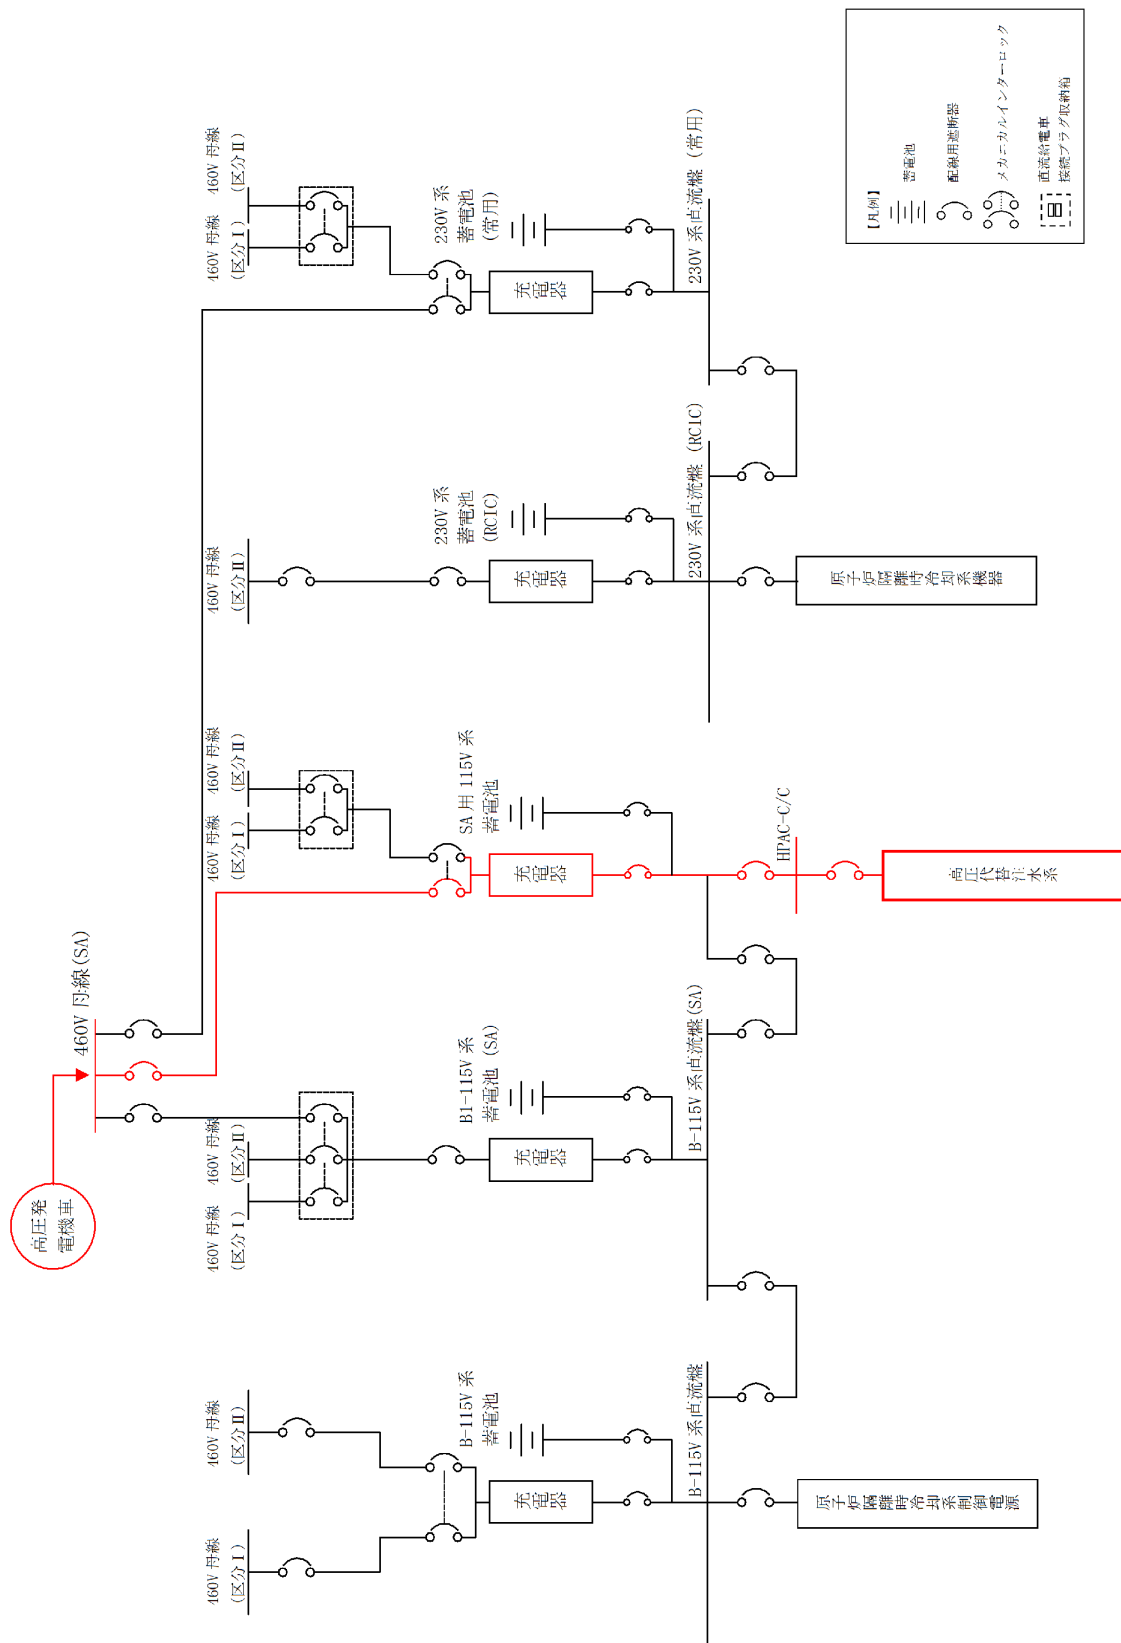 高圧発
電機車
460V 母線(SA)
460V 母線
(区分Ⅰ)
460V 母線
(区分Ⅱ)
B-115V 系
蓄電池
充電器
B-115V 系直流盤
原子炉隔離時冷却系制御電源
460V 母線
(区分Ⅰ)
460V 母線
(区分Ⅱ)
B1-115V 系
蓄電池 (SA)
充電器
B-115V 系直流盤(SA)
460V 母線
(区分Ⅰ)
460V 母線
(区分Ⅱ)
SA 用 115V 系
蓄電池
充電器
HPAC-C/C
高圧代替注水系
460V 母線
(区分Ⅱ)
230V 系
蓄電池
(RCIC)
充電器
230V 系直流盤 (RCIC)
原子炉隔離時冷却系機器
460V 母線
(区分Ⅰ)
460V 母線
(区分Ⅱ)
230V 系
蓄電池
(常用)
充電器
230V 系直流盤 (常用)
【凡例】
蓄電池
配線用遮断器
メカニカルインターロック
直流給電車
接続プラグ収納箱